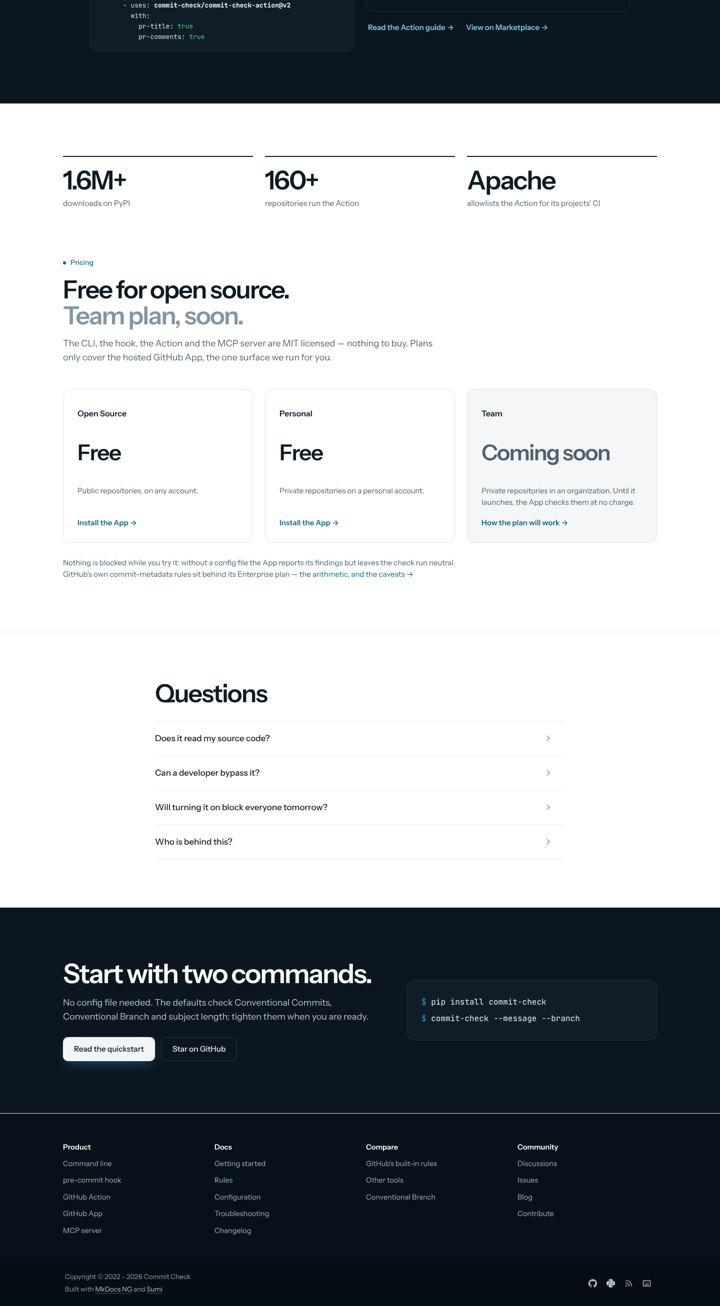 - uses: commit-check/commit-check-action@v2
with:
pr-title: true
pr-comments: true
Read the Action guide →
View on Marketplace →
1.6M+
downloads on PyPI
160+
repositories run the Action
Apache
allowlists the Action for its projects' CI
Pricing
Free for open source.
Team plan, soon.
The CLI, the hook, the Action and the MCP server are MIT licensed — nothing to buy. Plans
only cover the hosted GitHub App, the one surface we run for you.
Open Source
Free
Public repositories, on any account.
Install the App →
Personal
Free
Private repositories on a personal account.
Install the App →
Team
Coming soon
Private repositories in an organization. Until it
launches, the App checks them at no charge.
How the plan will work →
Nothing is blocked while you try it: without a config file the App reports its findings but leaves the check run neutral.
GitHub's own commit-metadata rules sit behind its Enterprise plan — the arithmetic, and the caveats →
Questions
Does it read my source code?
Can a developer bypass it?
Will turning it on block everyone tomorrow?
Who is behind this?
Start with two commands.
No config file needed. The defaults check Conventional Commits,
Conventional Branch and subject length; tighten them when you are ready.
Read the quickstart
Star on GitHub
$ pip install commit-check
$ commit-check --message --branch
Product
Command line
pre-commit hook
GitHub Action
GitHub App
MCP server
Docs
Getting started
Rules
Configuration
Troubleshooting
Changelog
Compare
GitHub's built-in rules
Other tools
Conventional Branch
Community
Discussions
Issues
Blog
Contribute
Copyright © 2022 - 2026 Commit Check
Built with MkDocs NG and Sumi